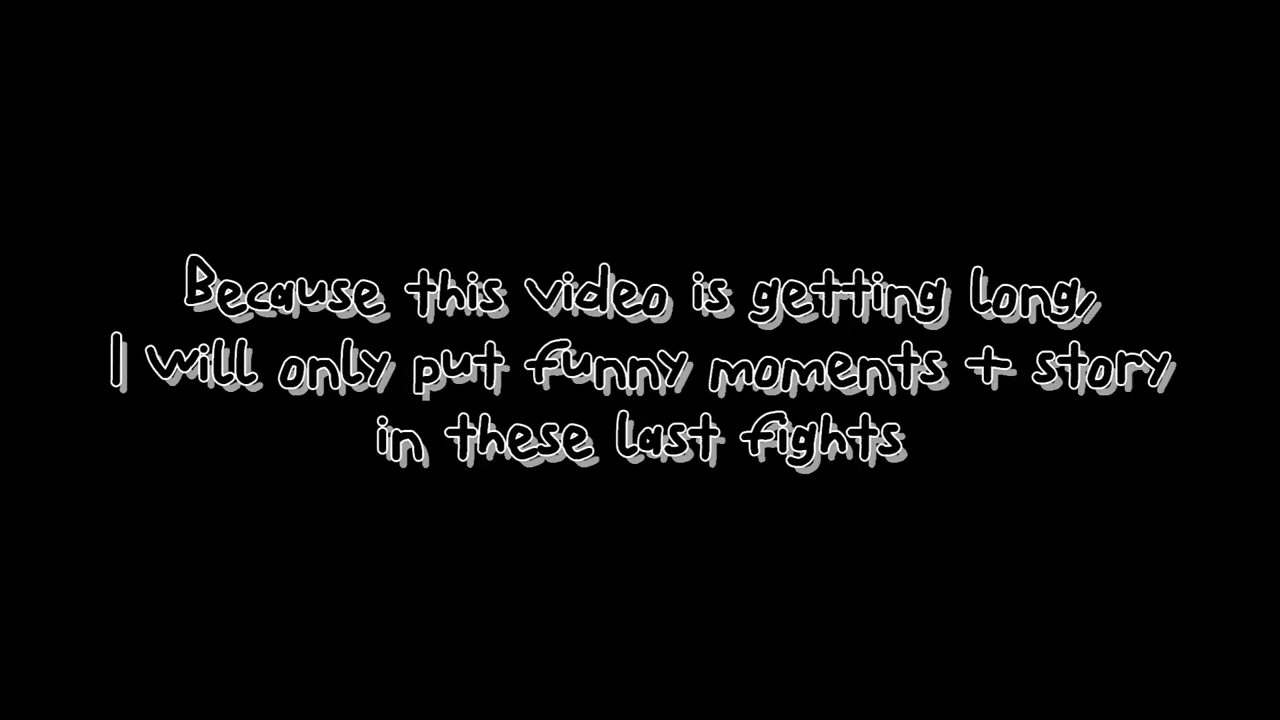 Because this video is getting long,
I will only put funny moments + story
in these last fights